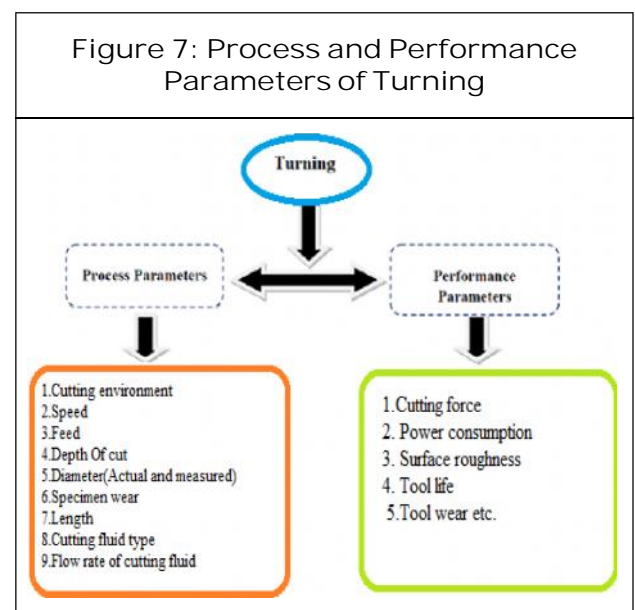 Figure 7: Process and Performance
Parameters of Turning
Turning
Process Parameters
Performance
Parameters
1.Cutting environment
2.Speed
3.Feed
4.Depth Of cut
5.Diameter(Actual and measured)
6.Specimen wear
7.Length
8.Cutting fluid type
9.Flow rate of cutting fluid
1.Cutting force
2. Power consumption
3. Surface roughness
4. Tool life
5.Tool wear etc.